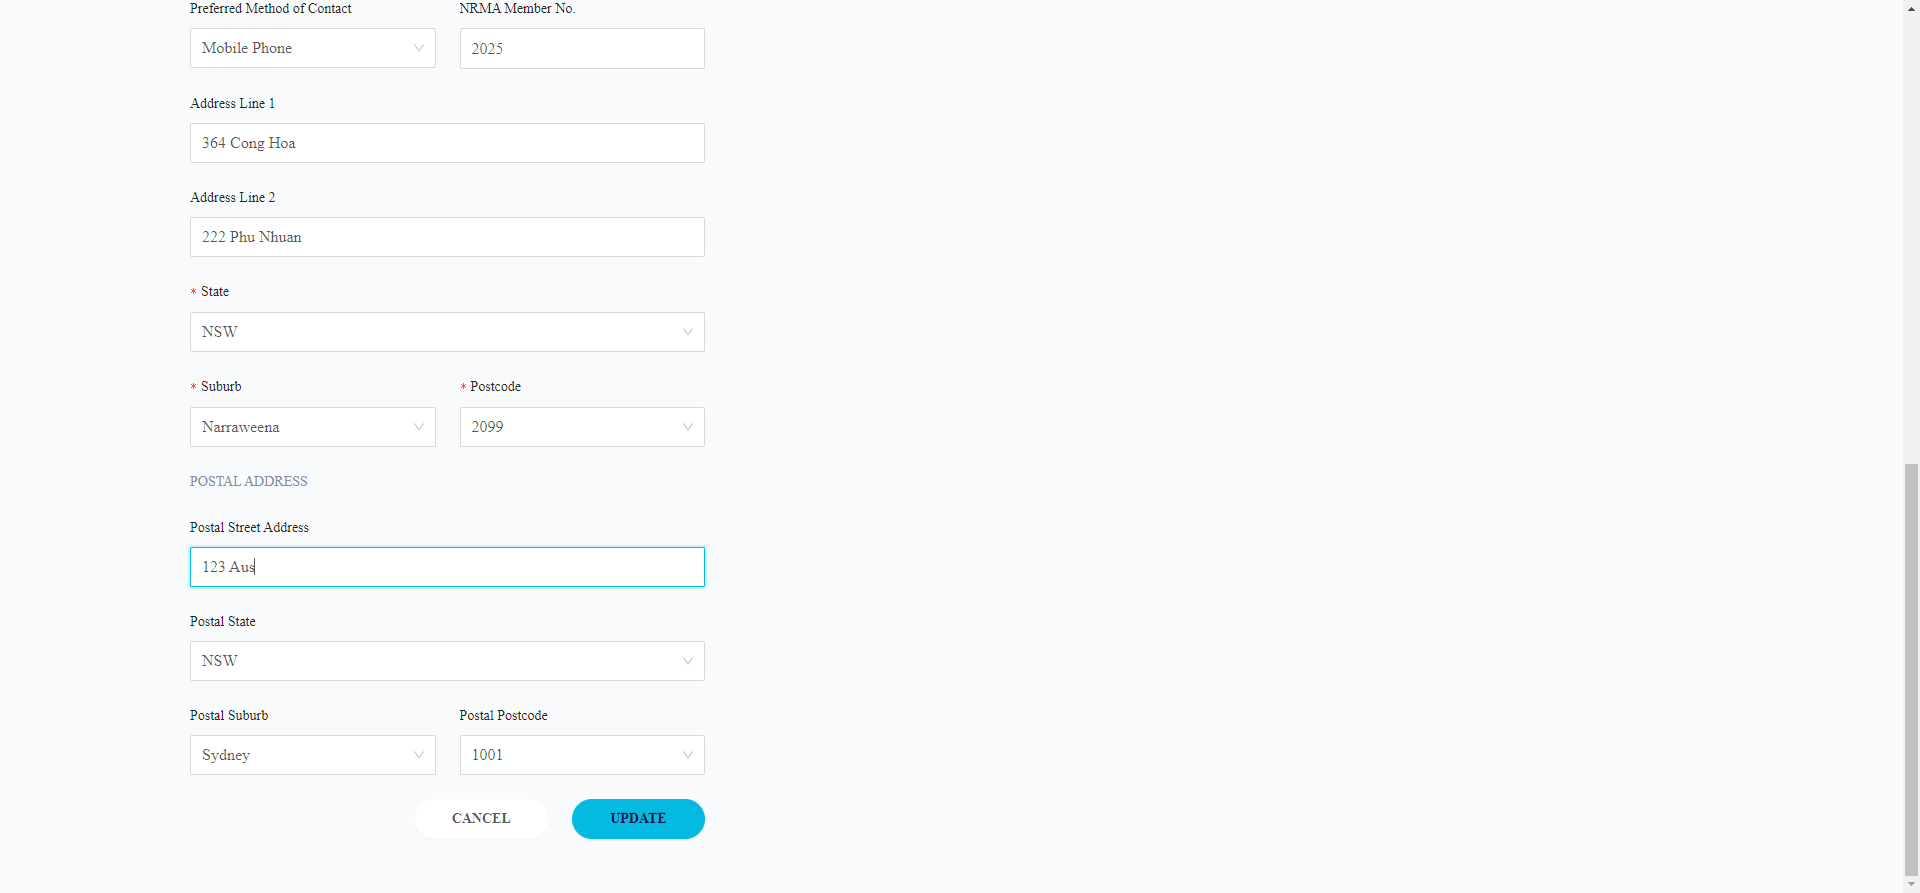 Preferred Method of Contact NRMA Member No.
Mobile Phone 2025
Address Line 1
364 Cong Hoa
Address Line 2
222 Phu Nhuan
* State
NSW
* Suburb * Postcode
Narraweena 2099
POSTAL ADDRESS
Postal Street Address
123 Aus
Postal State
NSW
Postal Suburb Postal Postcode
Sydney 1001
CANCEL UPDATE